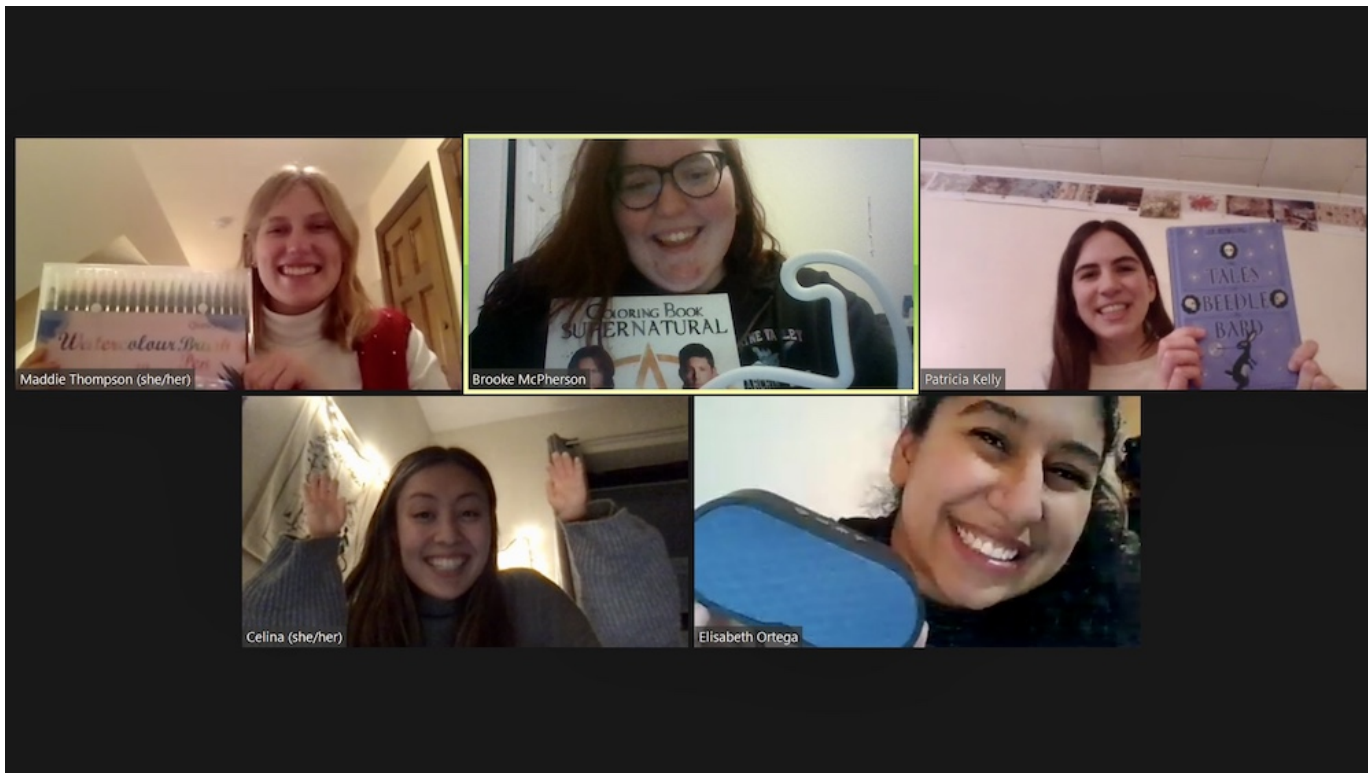 Watercolour Brush
Pen
Maddie Thompson (she/her)
COLORING BOOK
SUPERNATURAL
Brooke McPherson
TALES
BEEDLE
BARD
Patricia Kelly
Celina (she/her)
Elisabeth Ortega